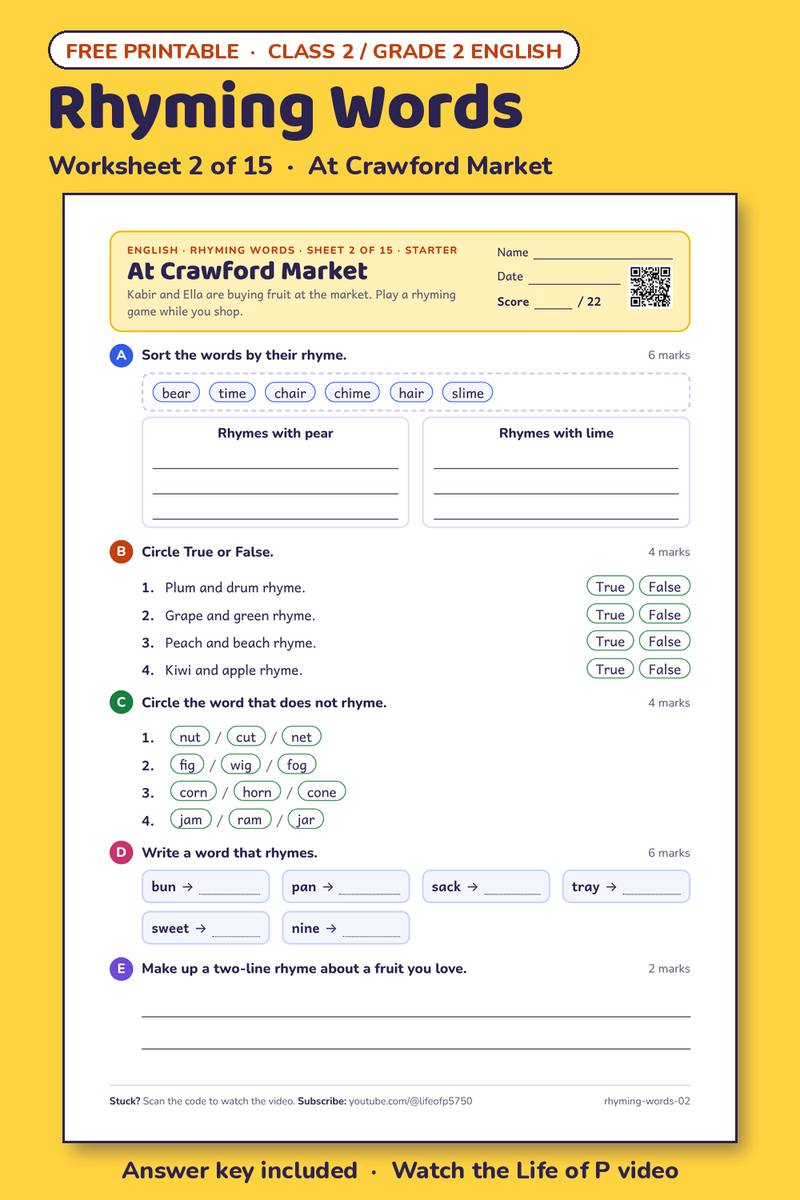 FREE PRINTABLE · CLASS 2 / GRADE 2 ENGLISH
Rhyming Words
Worksheet 2 of 15 · At Crawford Market
ENGLISH · RHYMING WORDS · SHEET 2 OF 15 · STARTER
At Crawford Market
Kabir and Ella are buying fruit at the market. Play a rhyming
game while you shop.
Name
Date
Score / 22
A Sort the words by their rhyme. 6 marks
bear time chair chime hair slime
Rhymes with pear Rhymes with lime
B Circle True or False. 4 marks
1. Plum and drum rhyme. True False
2. Grape and green rhyme. True False
3. Peach and beach rhyme. True False
4. Kiwi and apple rhyme. True False
C Circle the word that does not rhyme. 4 marks
1. nut / cut / net
2. fig / wig / fog
3. corn / horn / cone
4. jam / ram / jar
D Write a word that rhymes. 6 marks
bun → pan → sack → tray →
sweet → nine →
E Make up a two-line rhyme about a fruit you love. 2 marks
Stuck? Scan the code to watch the video. Subscribe: youtube.com/@lifeofp5750 rhyming-words-02
Answer key included · Watch the Life of P video